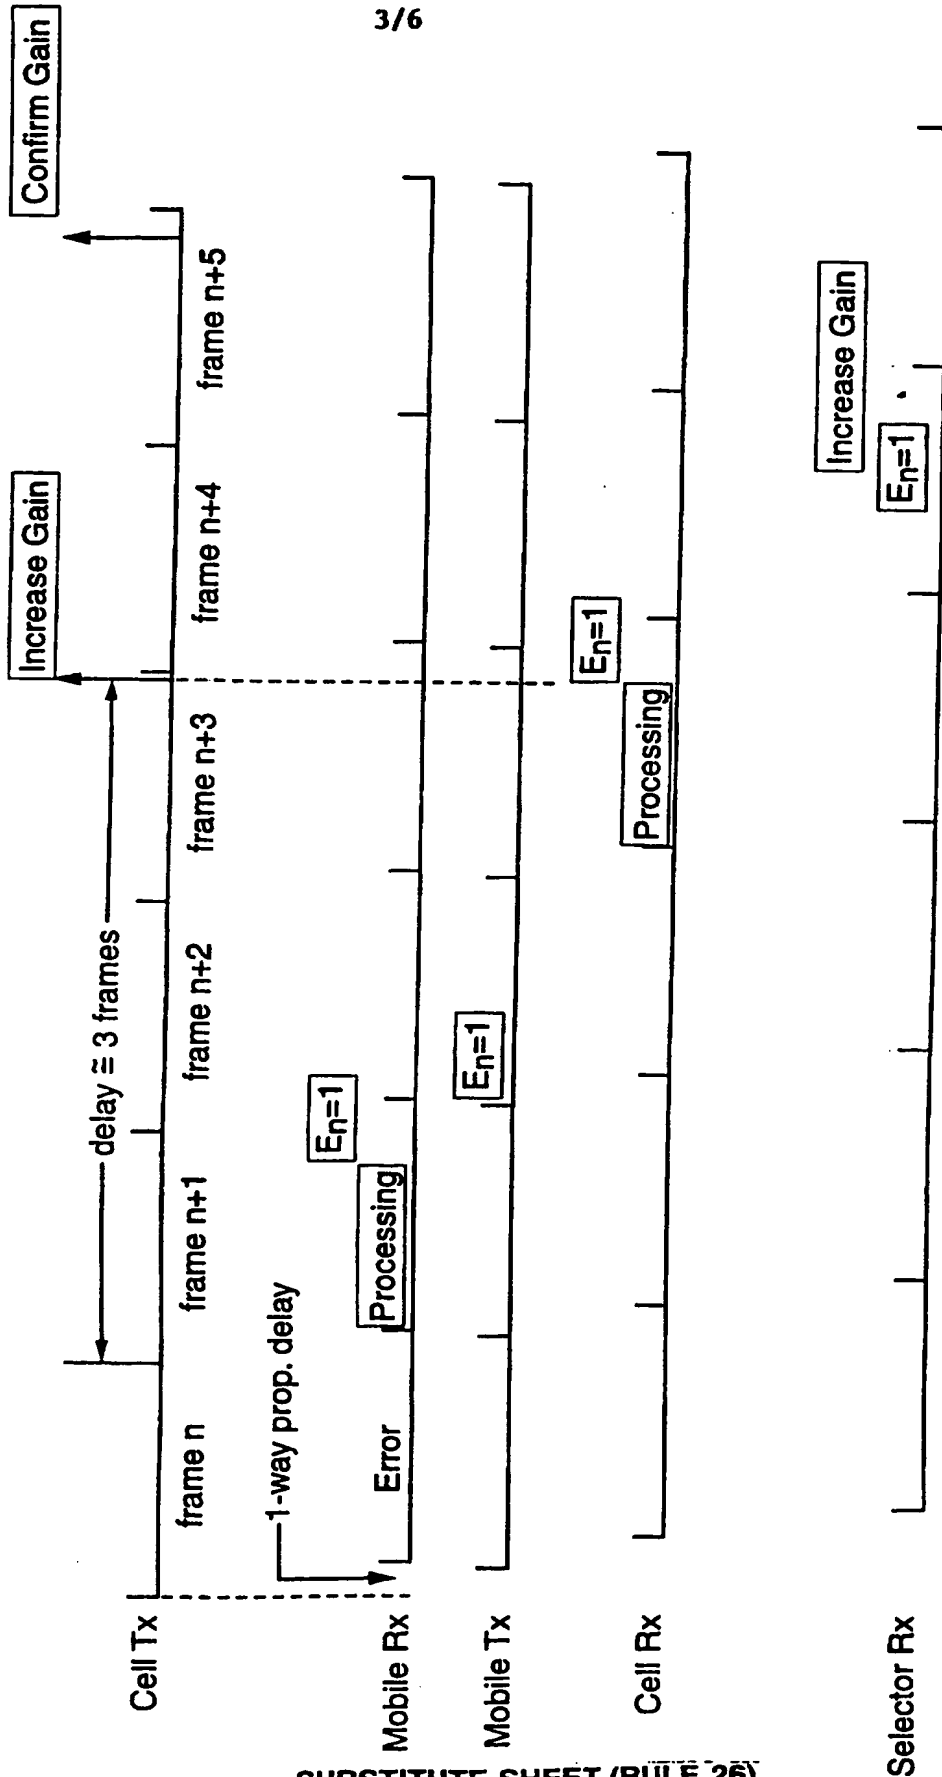 3/6
Confirm Gain
Increase Gain
delay ≅ 3 frames
Cell Tx
frame n
frame n+1
frame n+2
frame n+3
frame n+4
frame n+5
1-way prop. delay
Mobile Rx
Error
Processing
En=1
Mobile Tx
En=1
Cell Rx
Processing
En=1
Selector Rx
En=1
Increase Gain
SUBSTITUTE SHEET (RULE 26)